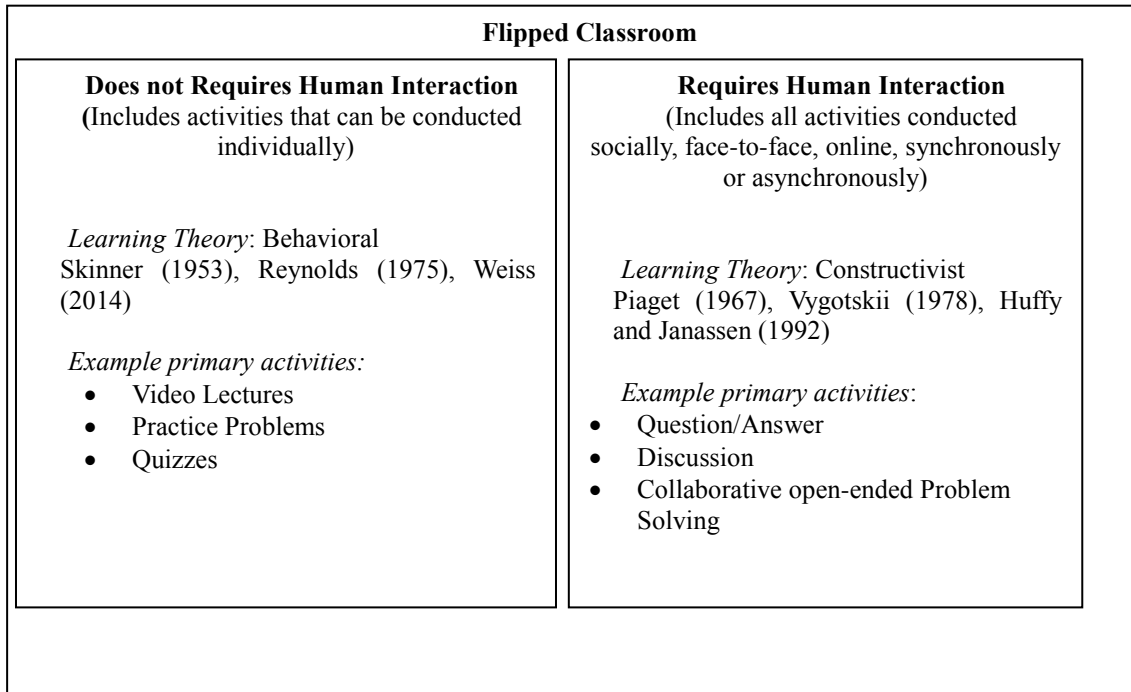 Flipped Classroom
Does not Requires Human Interaction
(Includes activities that can be conducted
individually)
Learning Theory: Behavioral
Skinner (1953), Reynolds (1975), Weiss
(2014)
Example primary activities:
• Video Lectures
• Practice Problems
• Quizzes
Requires Human Interaction
(Includes all activities conducted
socially, face-to-face, online, synchronously
or asynchronously)
Learning Theory: Constructivist
Piaget (1967), Vygotskii (1978), Huffy
and Janassen (1992)
Example primary activities:
• Question/Answer
• Discussion
• Collaborative open-ended Problem
Solving